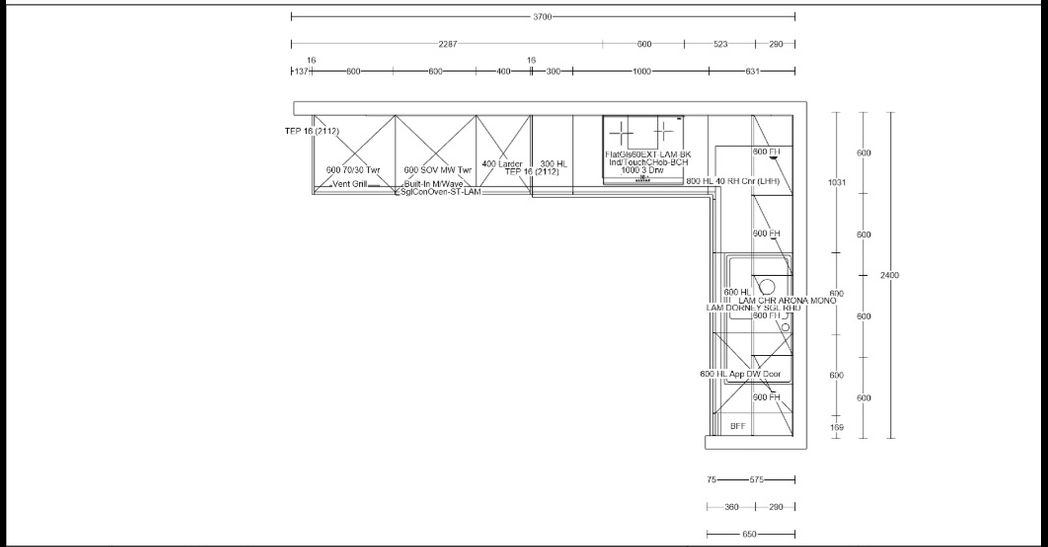 3700
2287 600 523 290
16 16
137 600 600 400 300 1000 631
TEP 16 (2112)
600 70/30 Twr
Vent Grill
600 SOV MW Twr
Built-In M/Wave
SglConOven-ST-LAM
400 Larder
TEP 16 (2112)
300 HL
FlatGls60EXT LAM BK
Ind/TouchCHob-BCH
1000 3 Drw
800 HL 40 RH Cnr (LHH)
600 FH
600 FH
600 HL
LAM CHR ARONA MONO
LAM DORNEY SGL RHD
600 FH
600 HL App DW Door
600 FH
BFF
600
1031
600
2400
600
600
600
600
169
75 575
360 290
650